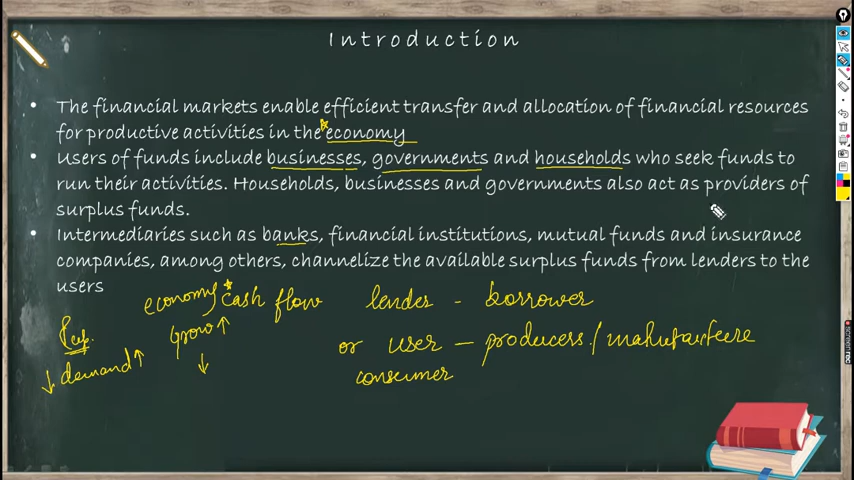 Introduction
• The financial markets enable efficient transfer and allocation of financial resources
for productive activities in the economy
• Users of funds include businesses, governments and households who seek funds to
run their activities. Households, businesses and governments also act as providers of
surplus funds.
• Intermediaries such as banks, financial institutions, mutual funds and insurance
companies, among others, channelize the available surplus funds from lenders to the
users
economy cash flow lender - borrower
grow ↑ or user - producers / manufacture
↓ demand ↑ ↓ consumer